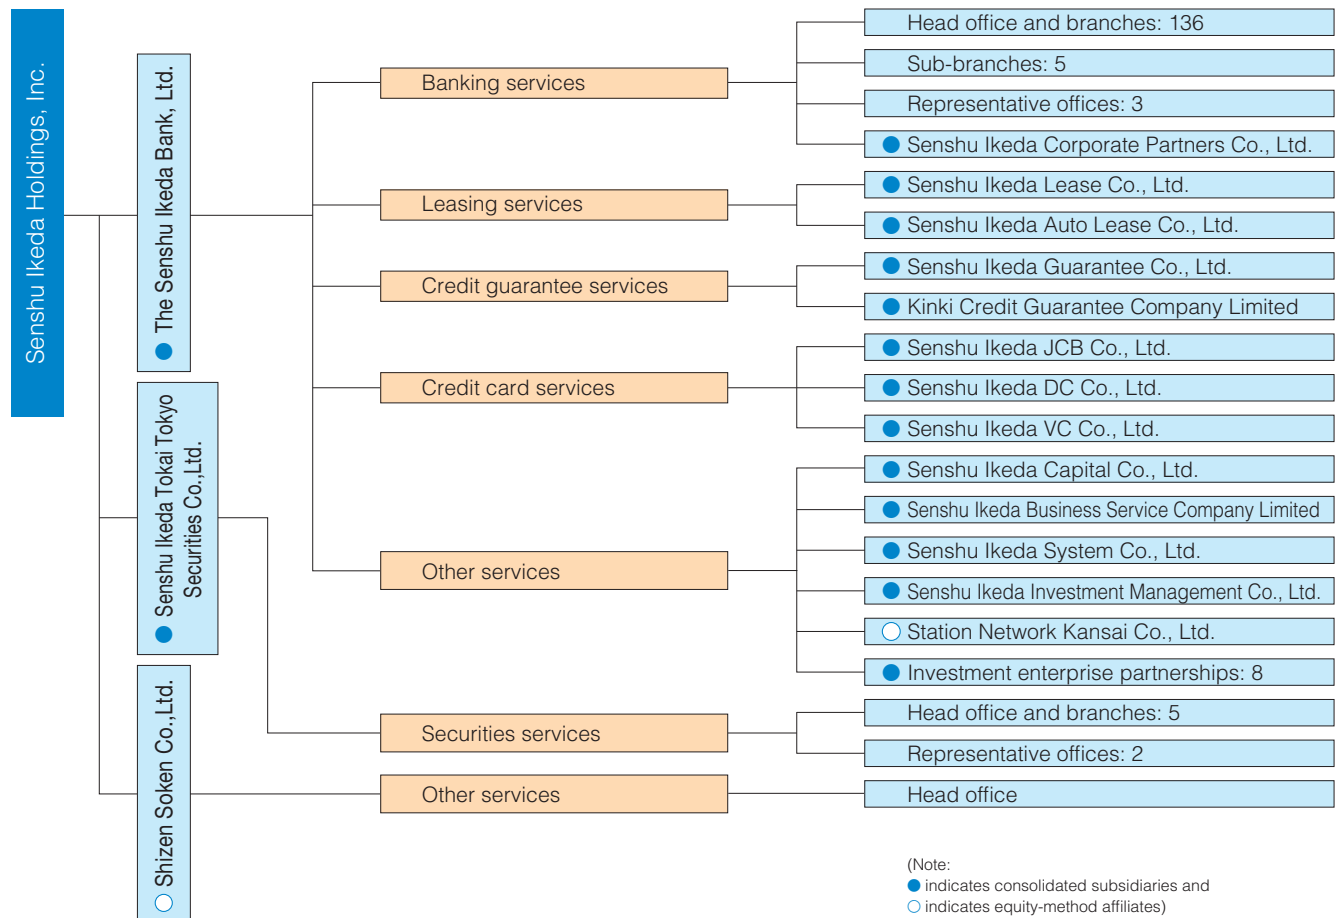 Senshu Ikeda Holdings, Inc.
● The Senshu Ikeda Bank, Ltd.
● Senshu Ikeda Tokai Tokyo
Securities Co.,Ltd.
○ Shizen Soken Co.,Ltd.
Banking services
Head office and branches: 136
Sub-branches: 5
Representative offices: 3
● Senshu Ikeda Corporate Partners Co., Ltd.
Leasing services
● Senshu Ikeda Lease Co., Ltd.
● Senshu Ikeda Auto Lease Co., Ltd.
Credit guarantee services
● Senshu Ikeda Guarantee Co., Ltd.
● Kinki Credit Guarantee Company Limited
Credit card services
● Senshu Ikeda JCB Co., Ltd.
● Senshu Ikeda DC Co., Ltd.
● Senshu Ikeda VC Co., Ltd.
Other services
● Senshu Ikeda Capital Co., Ltd.
● Senshu Ikeda Business Service Company Limited
● Senshu Ikeda System Co., Ltd.
● Senshu Ikeda Investment Management Co., Ltd.
○ Station Network Kansai Co., Ltd.
● Investment enterprise partnerships: 8
Securities services
Head office and branches: 5
Representative offices: 2
Other services
Head office
(Note:
● indicates consolidated subsidiaries and
○ indicates equity-method affiliates)